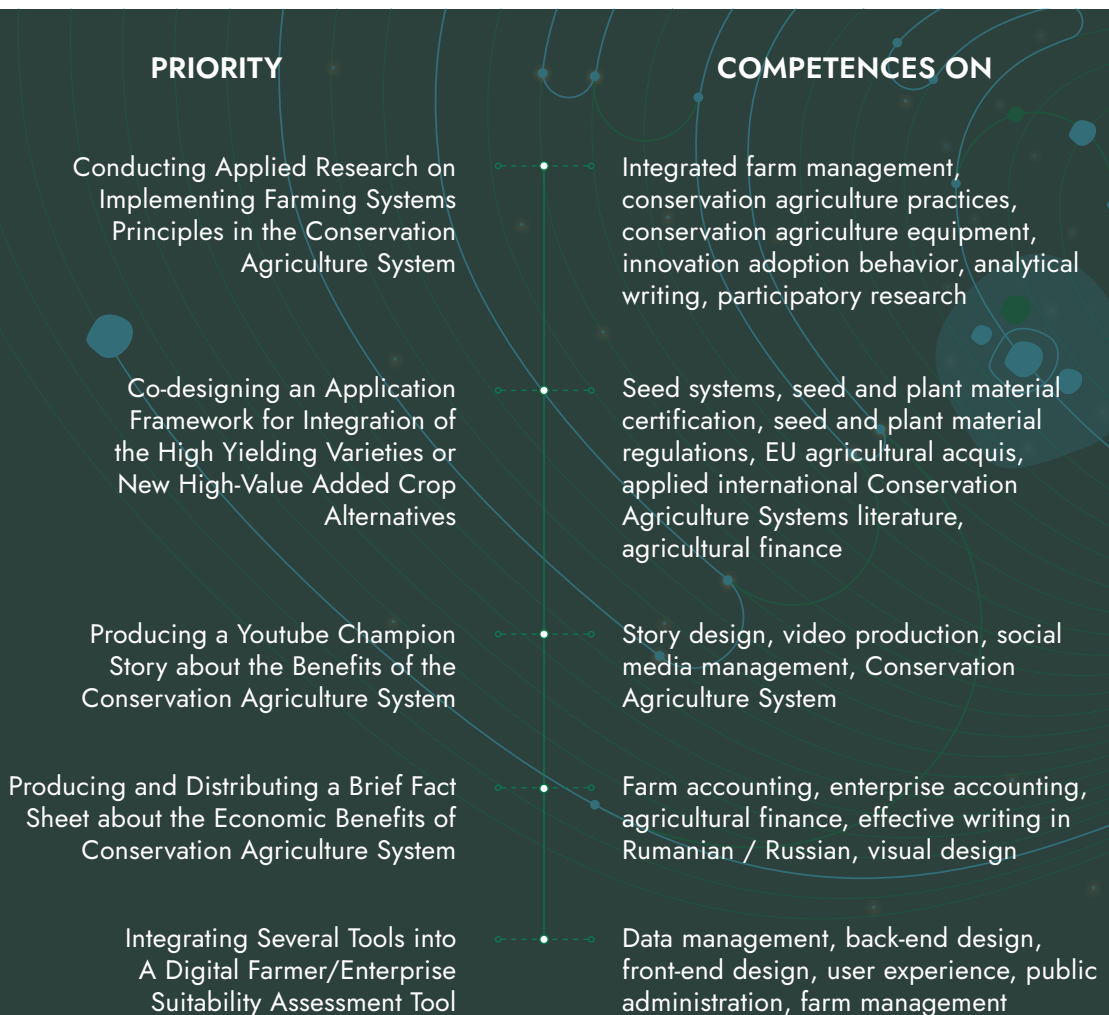 PRIORITY
COMPETENCES ON
Conducting Applied Research on
Implementing Farming Systems
Principles in the Conservation
Agriculture System
Integrated farm management,
conservation agriculture practices,
conservation agriculture equipment,
innovation adoption behavior, analytical
writing, participatory research
Co-designing an Application
Framework for Integration of
the High Yielding Varieties or
New High-Value Added Crop
Alternatives
Seed systems, seed and plant material
certification, seed and plant material
regulations, EU agricultural acquis,
applied international Conservation
Agriculture Systems literature,
agricultural finance
Producing a Youtube Champion
Story about the Benefits of the
Conservation Agriculture System
Story design, video production, social
media management, Conservation
Agriculture System
Producing and Distributing a Brief Fact
Sheet about the Economic Benefits of
Conservation Agriculture System
Farm accounting, enterprise accounting,
agricultural finance, effective writing in
Rumanian / Russian, visual design
Integrating Several Tools into
A Digital Farmer/Enterprise
Suitability Assessment Tool
Data management, back-end design,
front-end design, user experience, public
administration, farm management